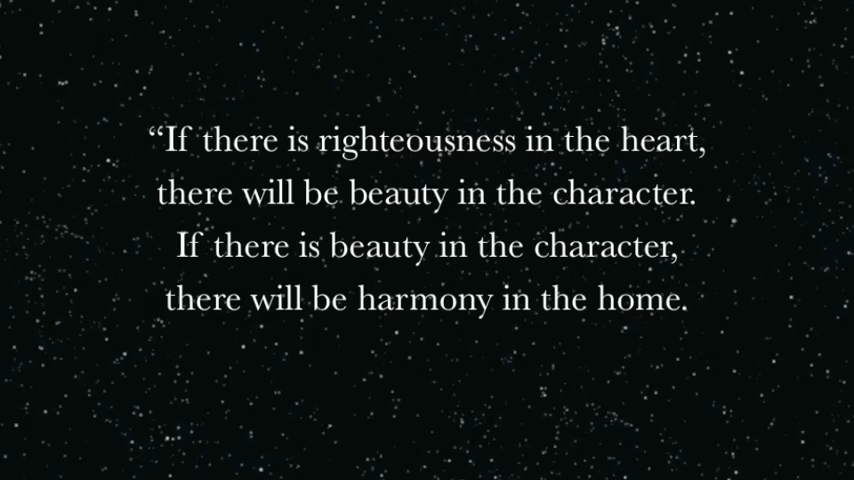 “If there is righteousness in the heart,
there will be beauty in the character.
If there is beauty in the character,
there will be harmony in the home.